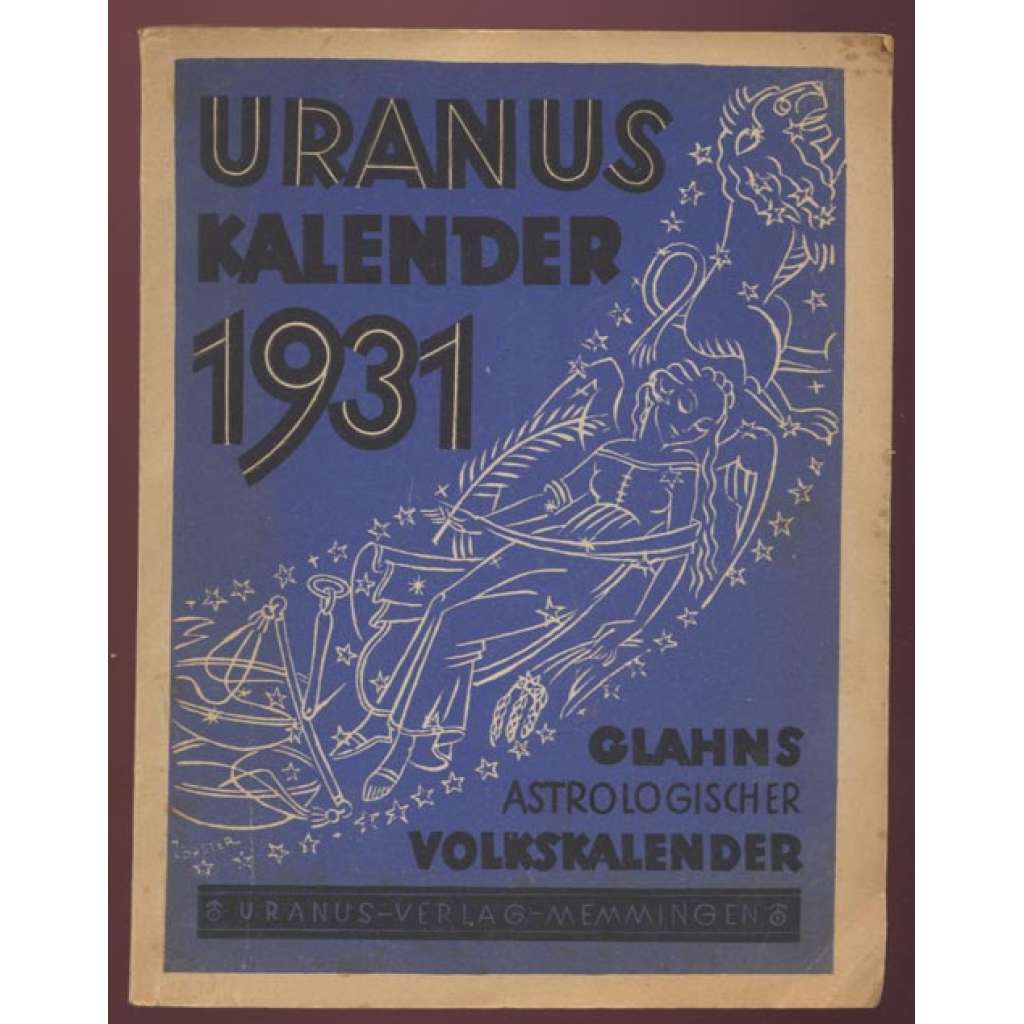 URANUS
KALENDER
1931
GLAHNS
ASTROLOGISCHER
VOLKSKALENDER
URANUS-VERLAG-MEMMINGEN